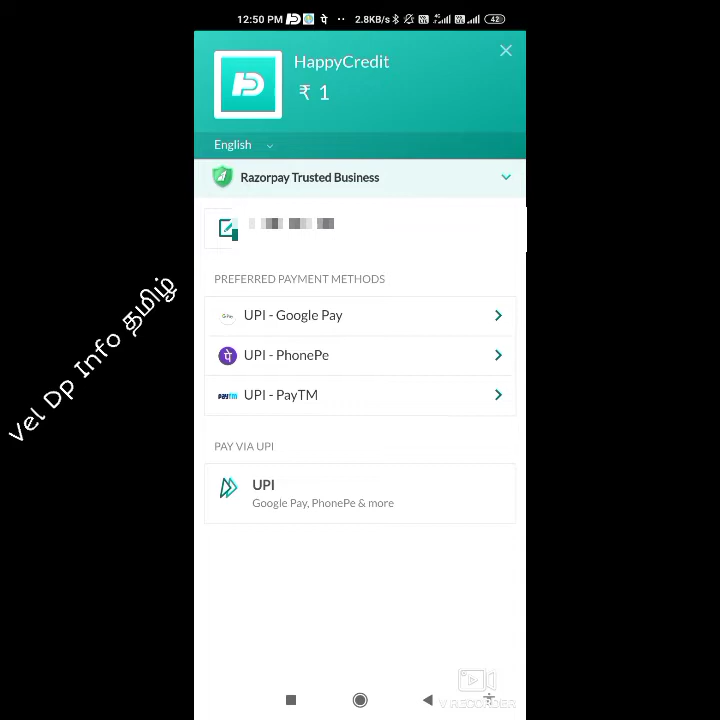 12:50 PM 2.8KB/s 42
HappyCredit
₹ 1
English
Razorpay Trusted Business
PREFERRED PAYMENT METHODS
UPI - Google Pay
UPI - PhonePe
UPI - PayTM
PAY VIA UPI
UPI
Google Pay, PhonePe & more
Vel Dp Info தமிழ்
V RECORDER